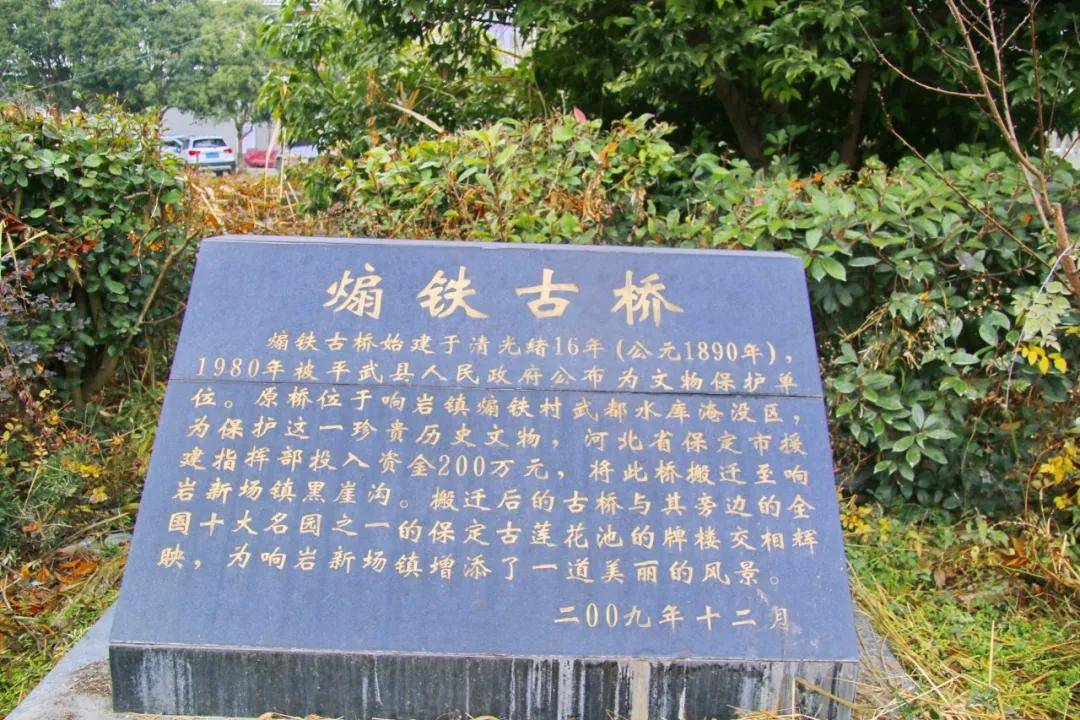 煽铁古桥
煽铁古桥始建于清光绪16年(公元1890年),
1980年被平武县人民政府公布为文物保护单
位。原桥位于响岩镇煽铁村武都水库淹没区,
为保护这一珍贵历史文物,河北省保定市援
建指挥部投入资金200万元,将此桥搬迁至响
岩新场镇黑崖沟。搬迁后的古桥与其旁边的全
国十大名园之一的保定古莲花池的牌楼交相辉
映,为响岩新场镇增添了一道美丽的风景。
二00九年十二月